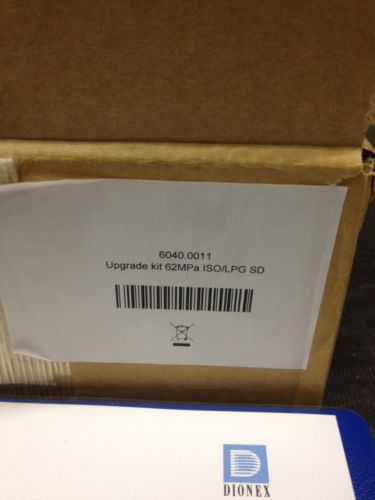 6040.0011
Upgrade kit 62MPa ISO/LPG SD
DIONEX